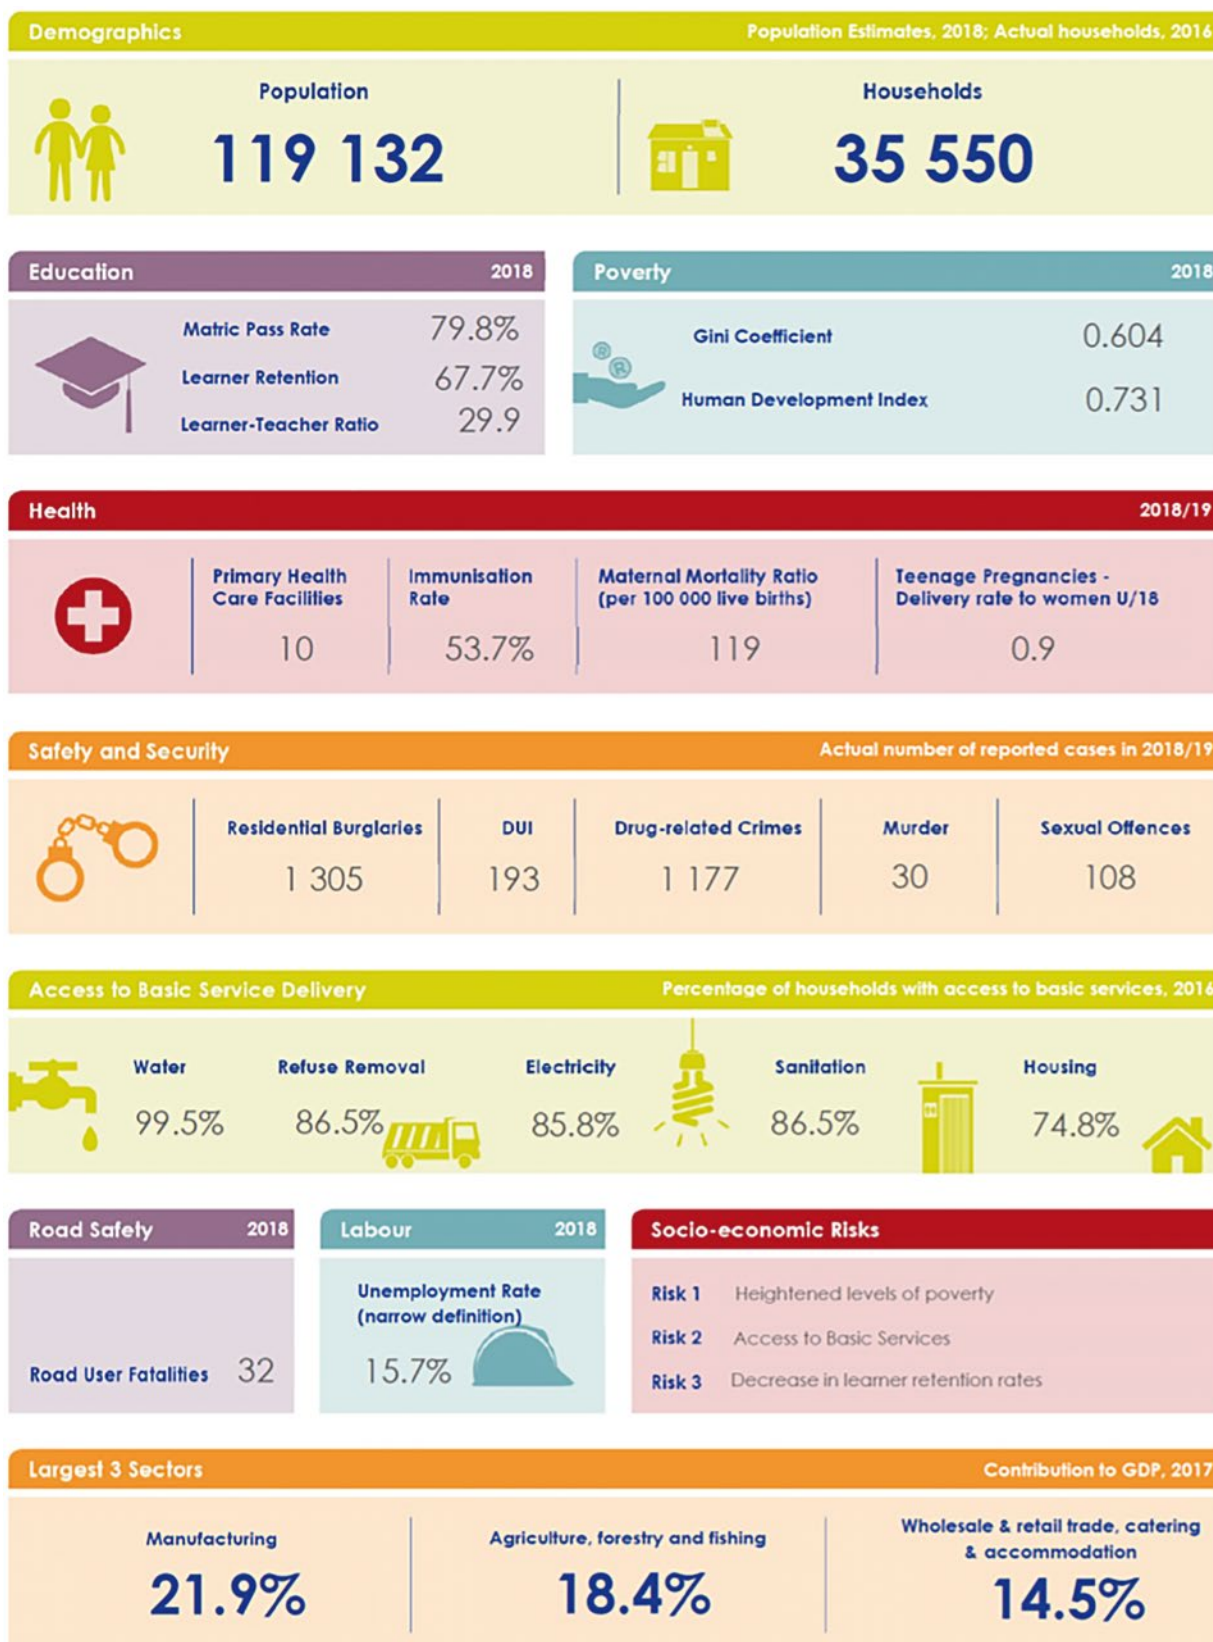 Demographics Population Estimates, 2018; Actual households, 2016
Population Households
119 132 35 550
Education 2018
Matric Pass Rate 79.8%
Learner Retention 67.7%
Learner-Teacher Ratio 29.9
Poverty 2018
Gini Coefficient 0.604
Human Development Index 0.731
Health 2018/19
Primary Health
Care Facilities
10
Immunisation
Rate
53.7%
Maternal Mortality Ratio
(per 100 000 live births)
119
Teenage Pregnancies -
Delivery rate to women U/18
0.9
Safety and Security Actual number of reported cases in 2018/19
Residential Burglaries DUI Drug-related Crimes Murder Sexual Offences
1 305 193 1 177 30 108
Access to Basic Service Delivery Percentage of households with access to basic services, 2016
Water Refuse Removal Electricity Sanitation Housing
99.5% 86.5% 85.8% 86.5% 74.8%
Road Safety 2018
Road User Fatalities 32
Labour 2018
Unemployment Rate
(narrow definition)
15.7%
Socio-economic Risks
Risk 1 Heightened levels of poverty
Risk 2 Access to Basic Services
Risk 3 Decrease in learner retention rates
Largest 3 Sectors Contribution to GDP, 2017
Manufacturing
21.9%
Agriculture, forestry and fishing
18.4%
Wholesale & retail trade, catering
& accommodation
14.5%